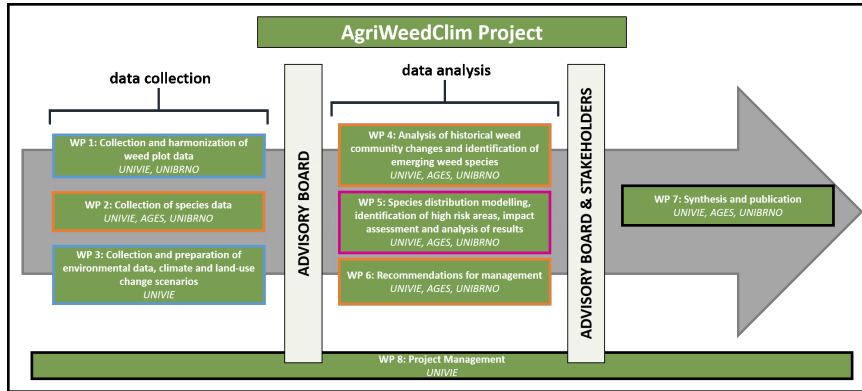 AgriWeedClim Project
data collection
WP 1: Collection and harmonization of
weed plot data
UNIVIE, UNIBRNO
WP 2: Collection of species data
UNIVIE, AGES, UNIBRNO
WP 3: Collection and preparation of
environmental data, climate and land-use
change scenarios
UNIVIE
ADVISORY BOARD
data analysis
WP 4: Analysis of historical weed
community changes and identification of
emerging weed species
UNIVIE, AGES, UNIBRNO
WP 5: Species distribution modelling,
identification of high risk areas, impact
assessment and analysis of results
UNIVIE, AGES, UNIBRNO
WP 6: Recommendations for management
UNIVIE, AGES, UNIBRNO
ADVISORY BOARD & STAKEHOLDERS
WP 7: Synthesis and publication
UNIVIE, AGES, UNIBRNO
WP 8: Project Management
UNIVIE